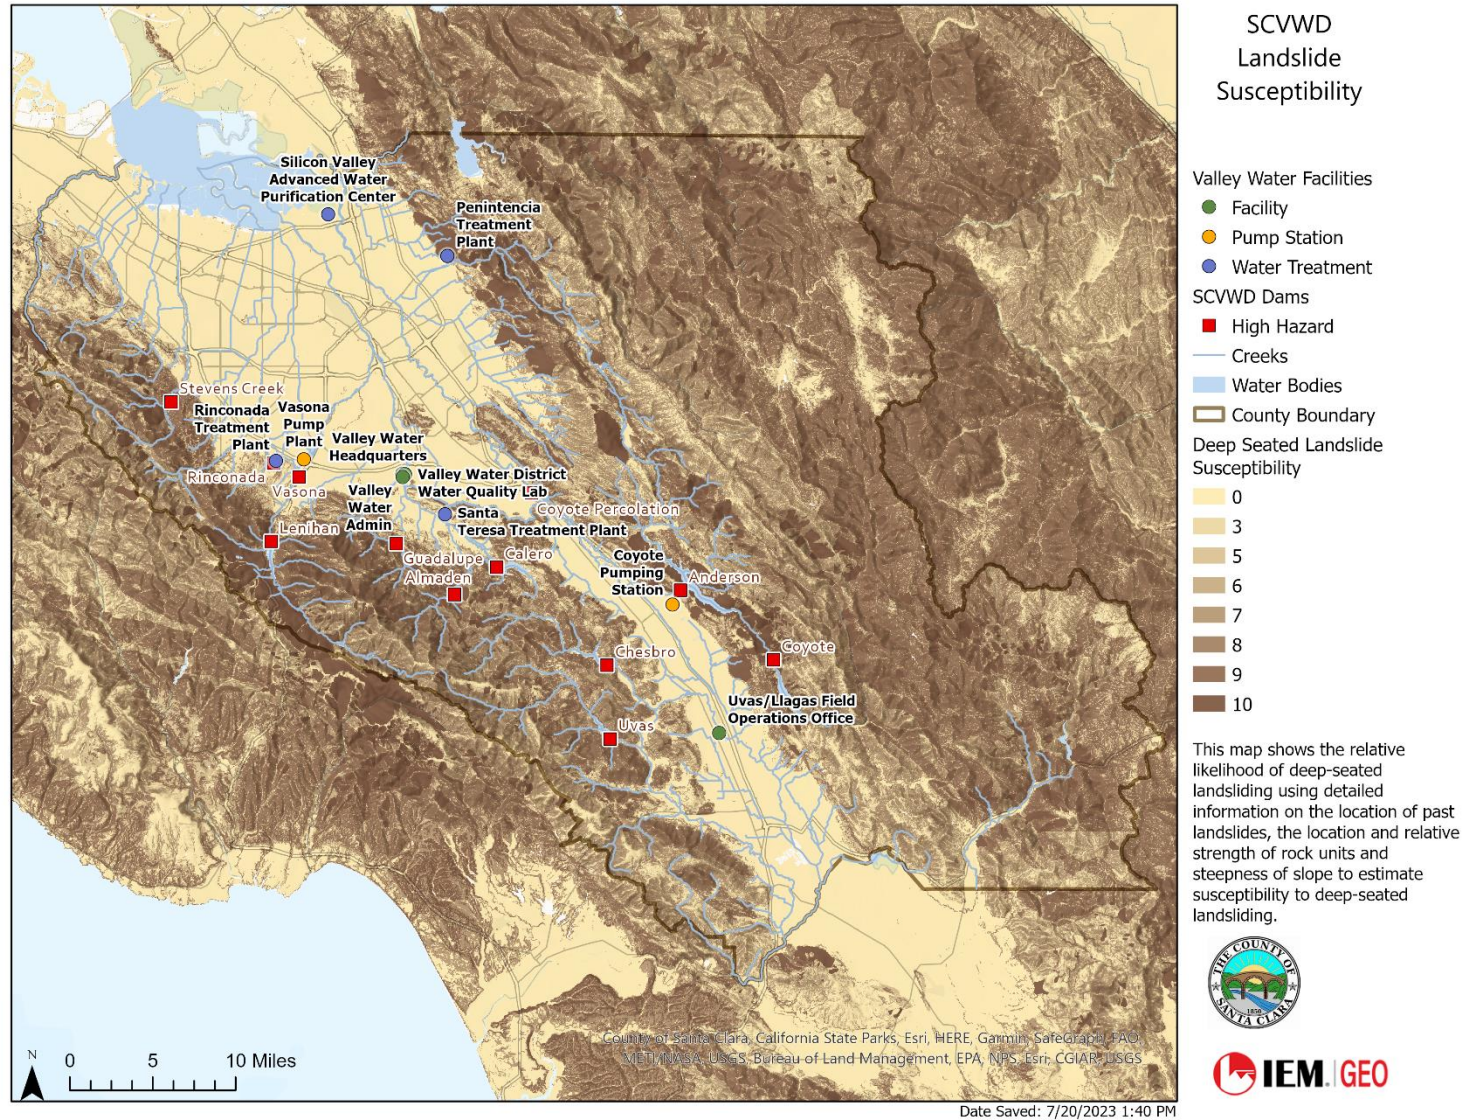 SCVWD
Landslide
Susceptibility
Valley Water Facilities
Facility
Pump Station
Water Treatment
SCVWD Dams
High Hazard
Creeks
Water Bodies
County Boundary
Deep Seated Landslide
Susceptibility
0
3
5
6
7
8
9
10
This map shows the relative
likelihood of deep-seated
landsliding using detailed
information on the location of past
landslides, the location and relative
strength of rock units and
steepness of slope to estimate
susceptibility to deep-seated
landsliding.
THE COUNTY OF
SANTA CLARA
1850
IEM GEO
Silicon Valley
Advanced Water
Purification Center
Penintencia
Treatment
Plant
Stevens Creek
Rinconada
Treatment
Plant
Vasona
Pump
Plant
Valley Water
Headquarters
Rinconada
Vasona
Valley Water District
Water Quality Lab
Valley
Water
Admin
Coyote Percolation
Santa
Teresa Treatment Plant
Lenihan
Guadalupe
Almaden
Calero
Coyote
Pumping
Station
Anderson
Chesbro
Coyote
Uvas/Llagas Field
Operations Office
Uvas
N
0 5 10 Miles
County of Santa Clara, California State Parks, Esri, HERE, Garmin, SafeGraph, FAO,
METI/NASA, USGS, Bureau of Land Management, EPA, NPS, Esri, CGIAR, USGS
Date Saved: 7/20/2023 1:40 PM